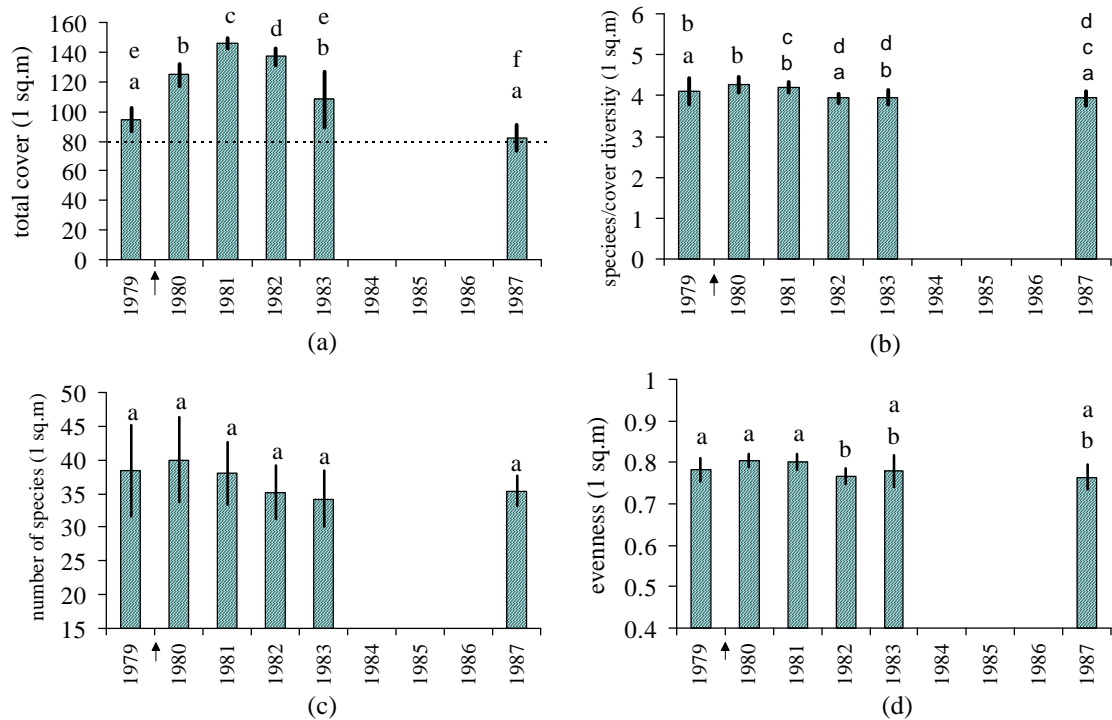 total cover (1 sq.m)
160
140
120
100
80
60
40
20
0
e
a
b
c
d
e
b
f
a
1979
1980
1981
1982
1983
1984
1985
1986
1987
(a)
speciees/cover diversity (1 sq.m)
6
5
4
3
2
1
0
b
a
b
c
b
d
a
d
b
d
c
a
1979
1980
1981
1982
1983
1984
1985
1986
1987
(b)
number of species (1 sq.m)
50
45
40
35
30
25
20
15
a
a
a
a
a
a
1979
1980
1981
1982
1983
1984
1985
1986
1987
(c)
evenness (1 sq.m)
1
0.9
0.8
0.7
0.6
0.5
0.4
a
a
a
b
a
b
a
b
1979
1980
1981
1982
1983
1984
1985
1986
1987
(d)